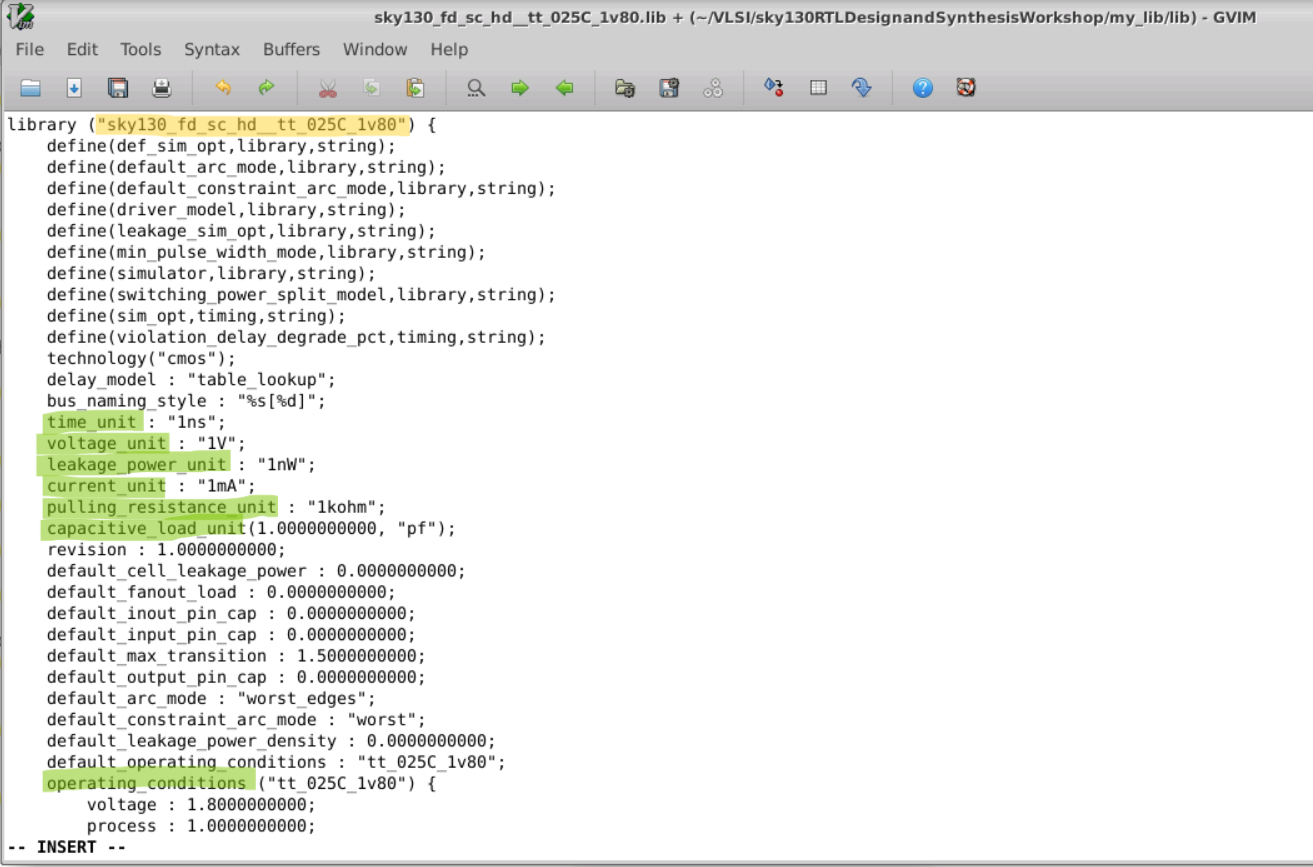 sky130_fd_sc_hd__tt_025C_1v80.lib + (~/VLSI/sky130RTLDesignandSynthesisWorkshop/my_lib/lib) - GVIM
File Edit Tools Syntax Buffers Window Help
library ("sky130_fd_sc_hd__tt_025C_1v80") {
    define(def_sim_opt,library,string);
    define(default_arc_mode,library,string);
    define(default_constraint_arc_mode,library,string);
    define(driver_model,library,string);
    define(leakage_sim_opt,library,string);
    define(min_pulse_width_mode,library,string);
    define(simulator,library,string);
    define(switching_power_split_model,library,string);
    define(sim_opt,timing,string);
    define(violation_delay_degrade_pct,timing,string);
    technology("cmos");
    delay_model : "table_lookup";
    bus_naming_style : "%s[%d]";
    time_unit : "1ns";
    voltage_unit : "1V";
    leakage_power_unit : "1nW";
    current_unit : "1mA";
    pulling_resistance_unit : "1kohm";
    capacitive_load_unit(1.0000000000, "pf");
    revision : 1.0000000000;
    default_cell_leakage_power : 0.0000000000;
    default_fanout_load : 0.0000000000;
    default_inout_pin_cap : 0.0000000000;
    default_input_pin_cap : 0.0000000000;
    default_max_transition : 1.5000000000;
    default_output_pin_cap : 0.0000000000;
    default_arc_mode : "worst_edges";
    default_constraint_arc_mode : "worst";
    default_leakage_power_density : 0.0000000000;
    default_operating_conditions : "tt_025C_1v80";
    operating_conditions ("tt_025C_1v80") {
        voltage : 1.8000000000;
        process : 1.0000000000;
-- INSERT --